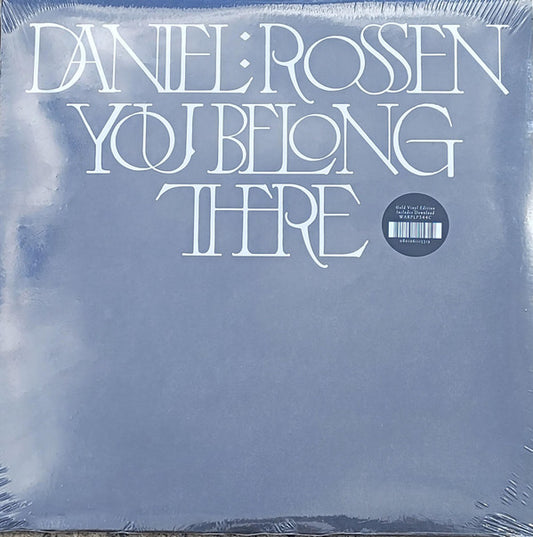 DANIEL:ROSSEN
YOU BELONG
THERE
Gold Vinyl Edition
Includes Download
WARPLP344C